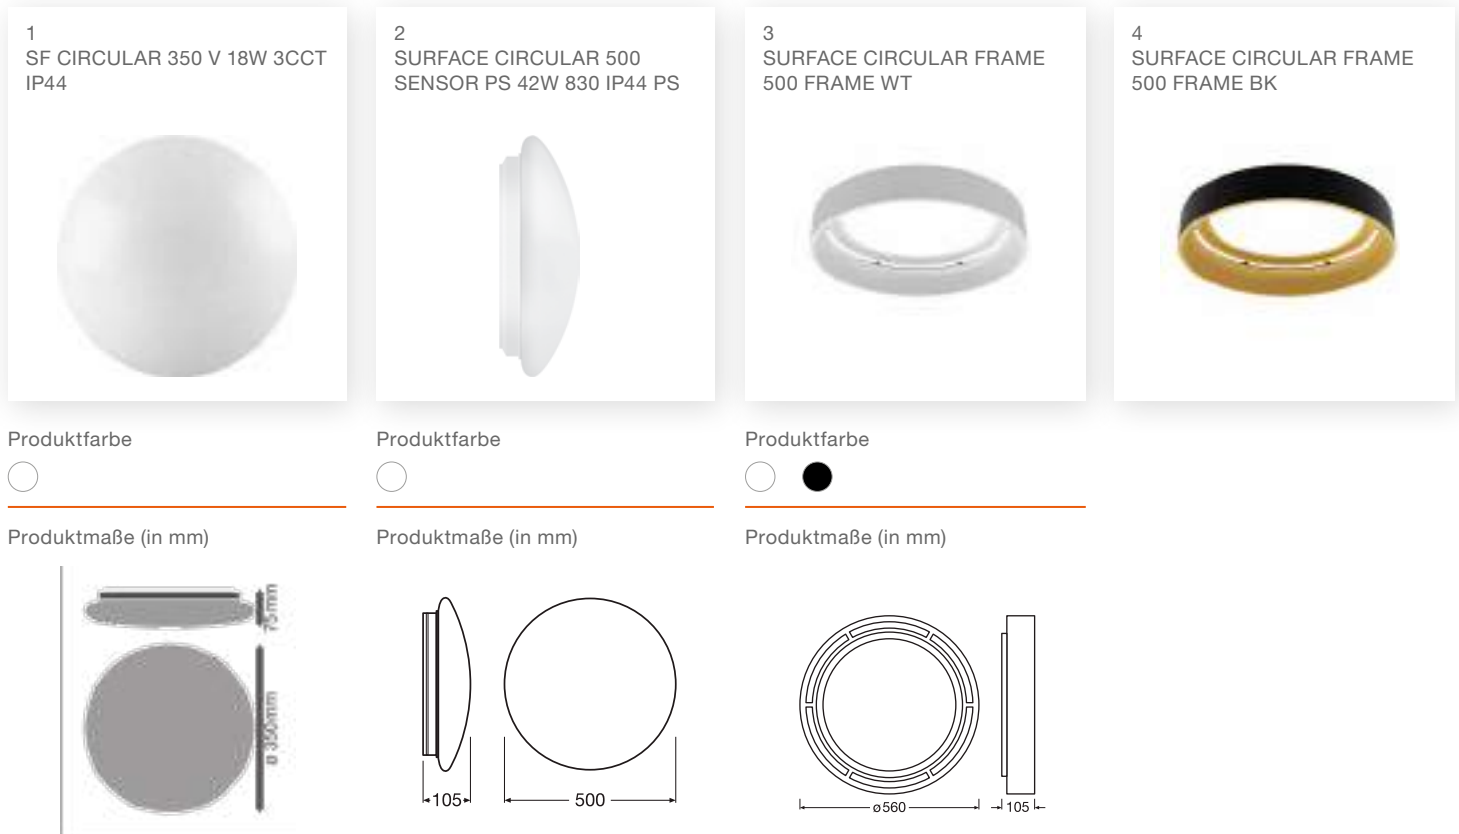 1
SF CIRCULAR 350 V 18W 3CCT
IP44
2
SURFACE CIRCULAR 500
SENSOR PS 42W 830 IP44 PS
3
SURFACE CIRCULAR FRAME
500 FRAME WT
4
SURFACE CIRCULAR FRAME
500 FRAME BK
Produktfarbe
Produktfarbe
Produktfarbe
Produktmaße (in mm)
Produktmaße (in mm)
Produktmaße (in mm)
75mm
ø 350mm
105
500
ø560
105